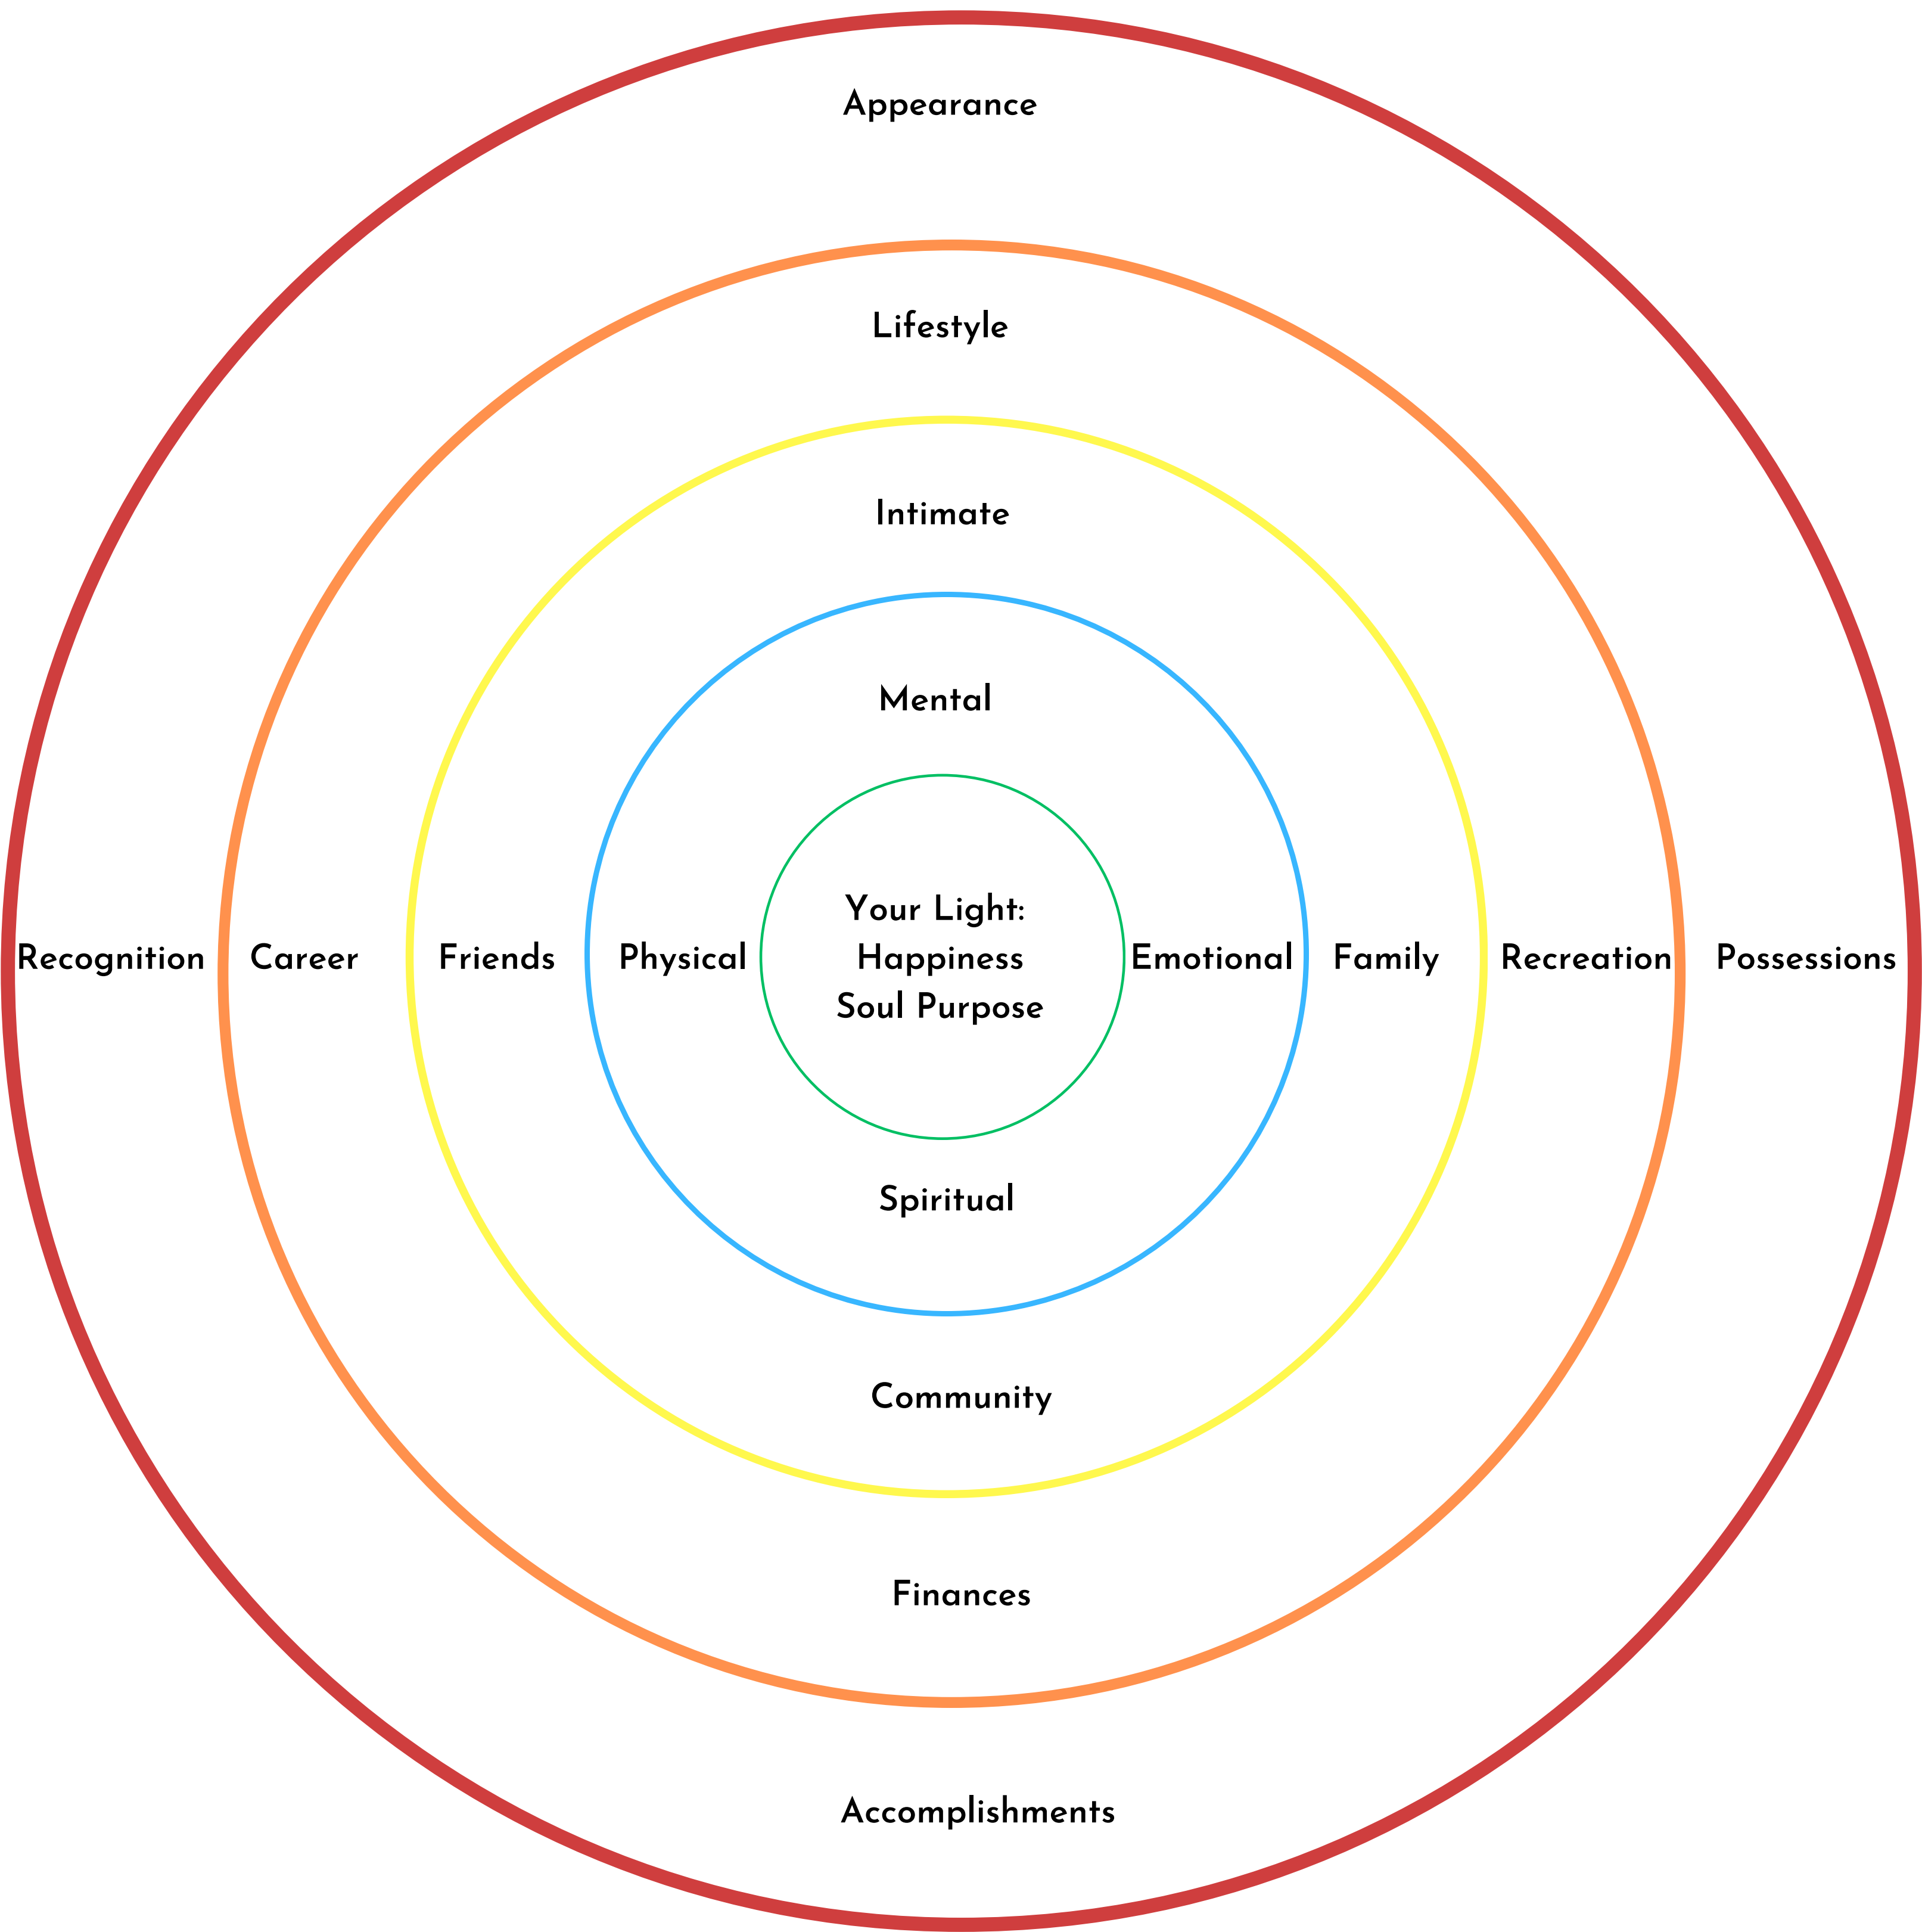 Appearance
Lifestyle
Intimate
Mental
Your Light:
Happiness
Soul Purpose
Recognition
Career
Friends
Physical
Emotional
Family
Recreation
Possessions
Spiritual
Community
Finances
Accomplishments